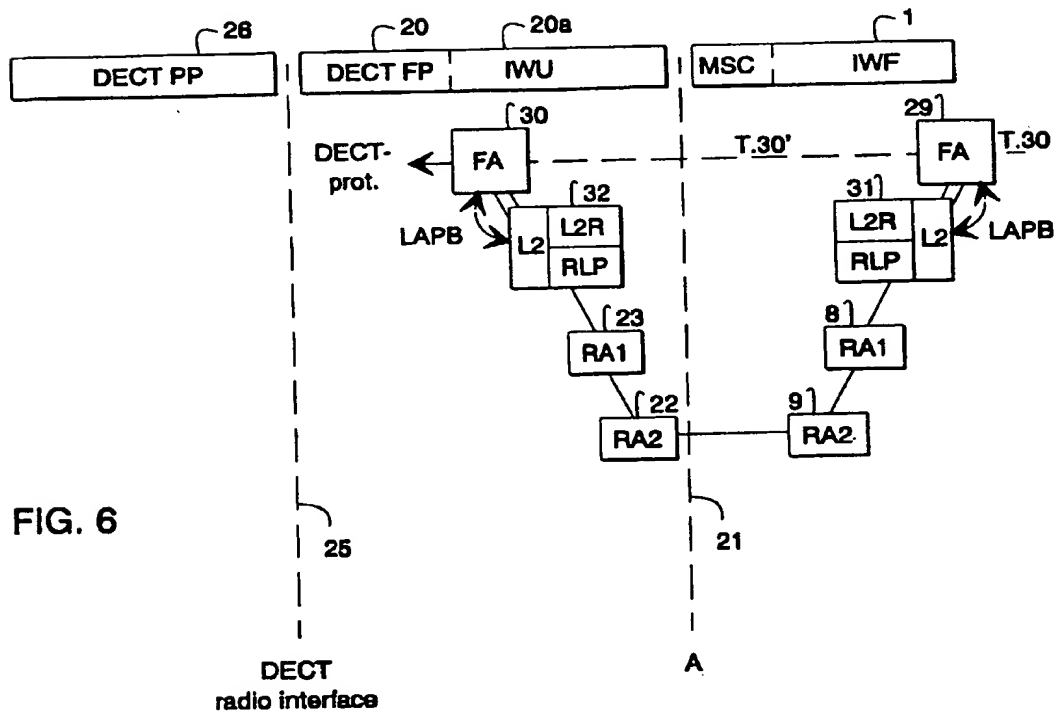 26
20
20a
1
DECT PP
DECT FP
IWU
MSC
IWF
30
29
DECT-
prot.
FA
T.30'
FA
T.30
32
31
LAPB
L2
L2R
RLP
L2R
RLP
L2
LAPB
23
8
RA1
RA1
22
9
RA2
RA2
FIG. 6
25
21
DECT
radio interface
A